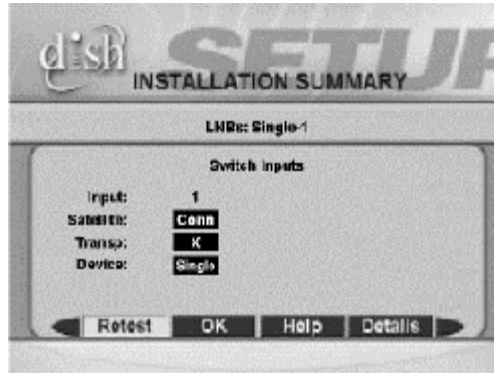 dish
SETUP
INSTALLATION SUMMARY
LNBs: Single-1
Switch Inputs
Input: 1
Satellite: Conn
Transp: K
Device: Single
Retest OK Help Details